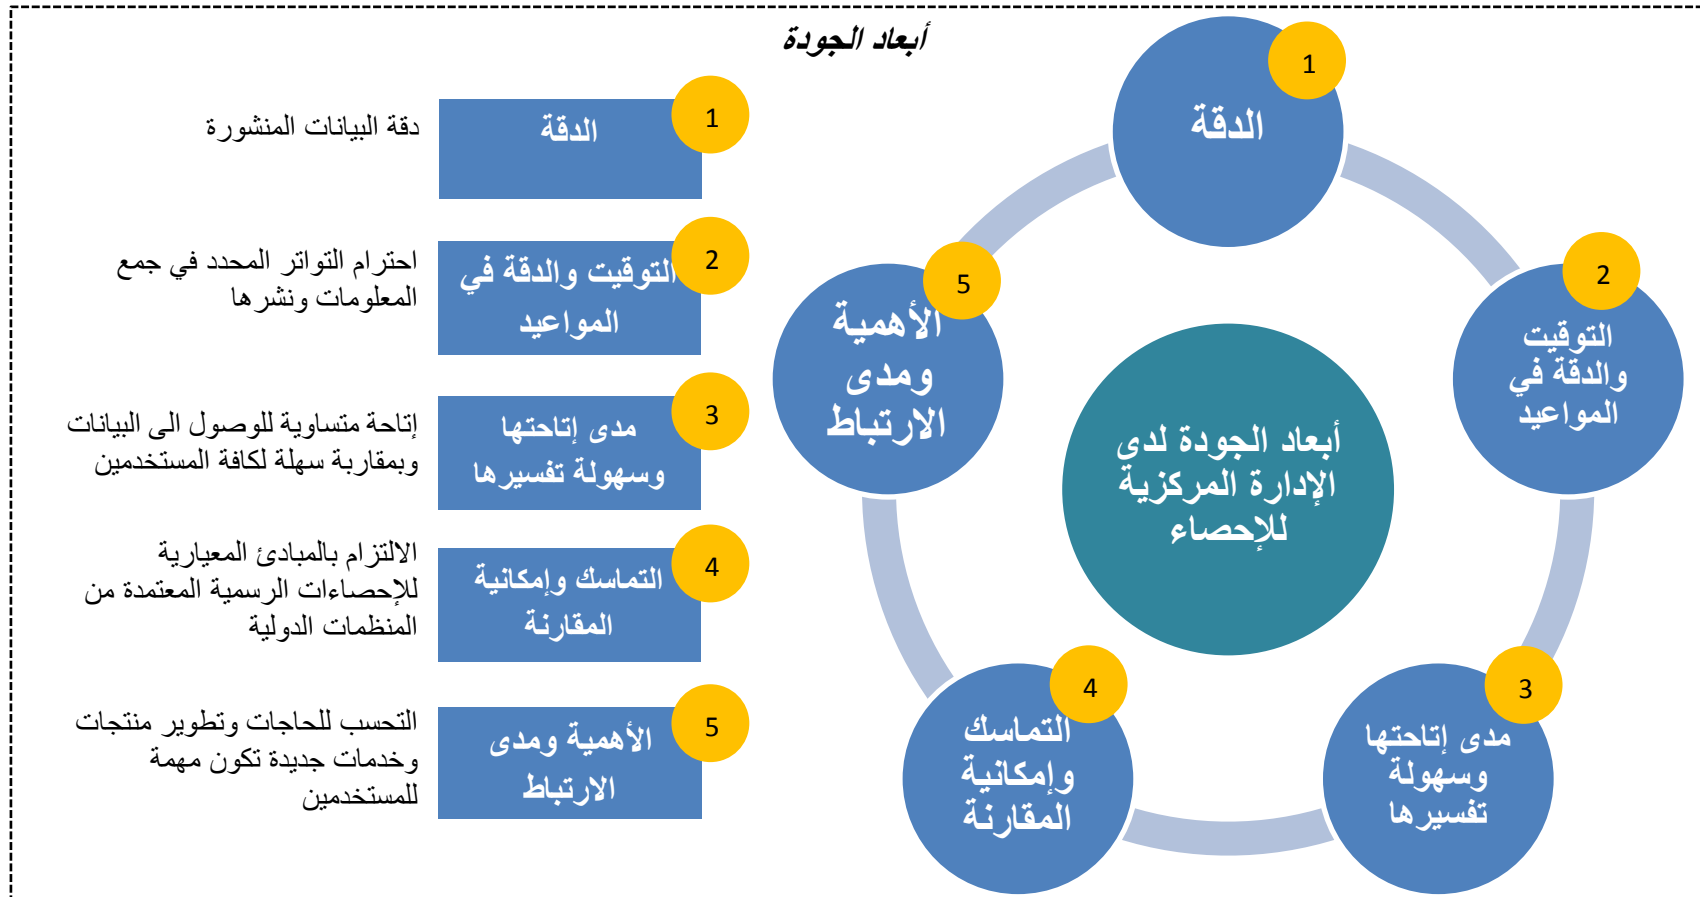 أبعاد الجودة
1
الدقة
2
التوقيت
والدقة في
المواعيد
3
مدى إتاحتها
وسهولة
تفسيرها
4
التماسك
وإمكانية
المقارنة
5
الأهمية
ومدى
الارتباط
أبعاد الجودة لدى
الإدارة المركزية
للإحصاء
1
الدقة
دقة البيانات المنشورة
2
التوقيت والدقة في
المواعيد
احترام التواتر المحدد في جمع
المعلومات ونشرها
3
مدى إتاحتها
وسهولة تفسيرها
إتاحة متساوية للوصول الى البيانات
وبمقاربة سهلة لكافة المستخدمين
4
التماسك وإمكانية
المقارنة
الالتزام بالمبادئ المعيارية
للإحصاءات الرسمية المعتمدة من
المنظمات الدولية
5
الأهمية ومدى
الارتباط
التحسب للحاجات وتطوير منتجات
وخدمات جديدة تكون مهمة
للمستخدمين